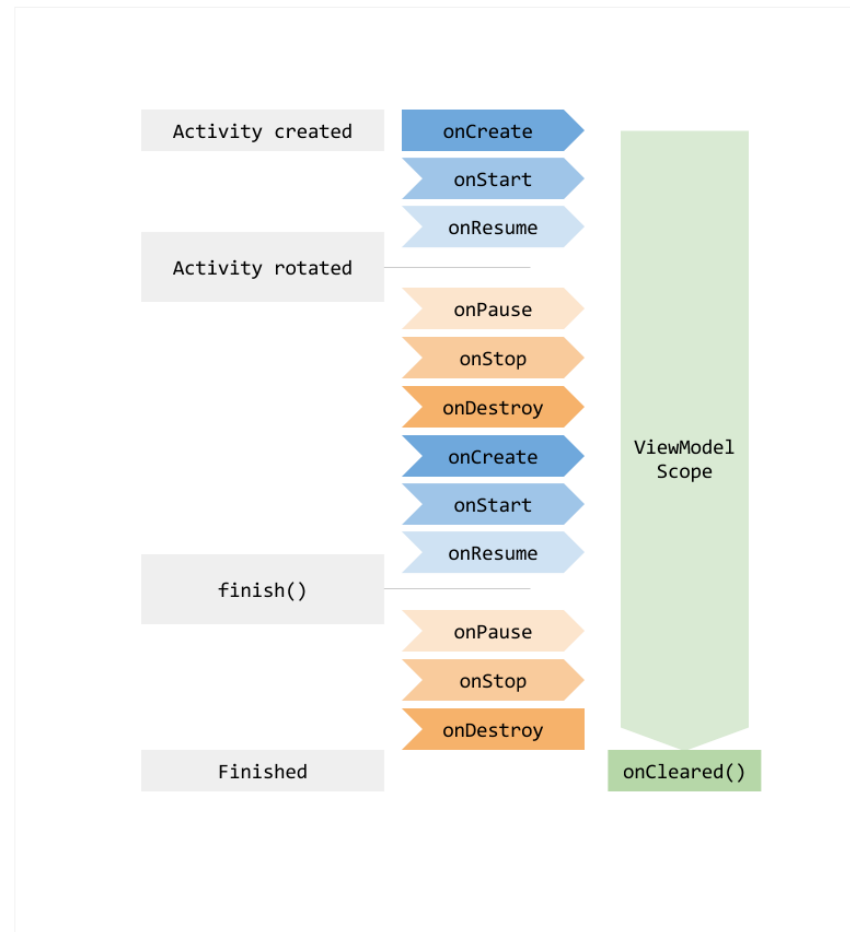 Activity created
onCreate
onStart
onResume
Activity rotated
onPause
onStop
onDestroy
onCreate
ViewModel
Scope
onStart
onResume
finish()
onPause
onStop
onDestroy
Finished
onCleared()